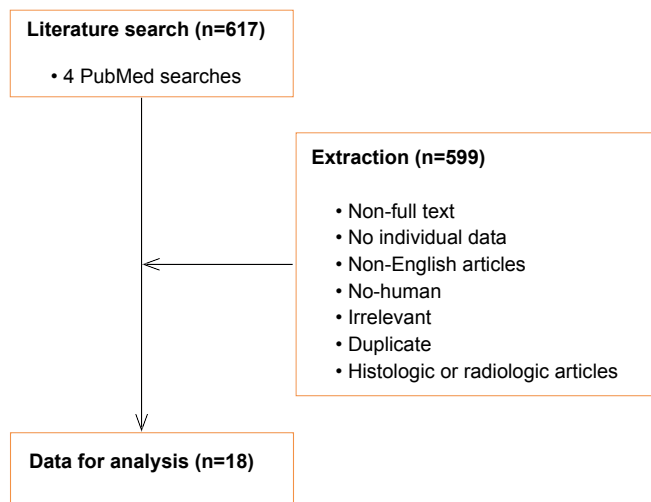 Literature search (n=617)
• 4 PubMed searches
Extraction (n=599)
• Non-full text
• No individual data
• Non-English articles
• No-human
• Irrelevant
• Duplicate
• Histologic or radiologic articles
Data for analysis (n=18)